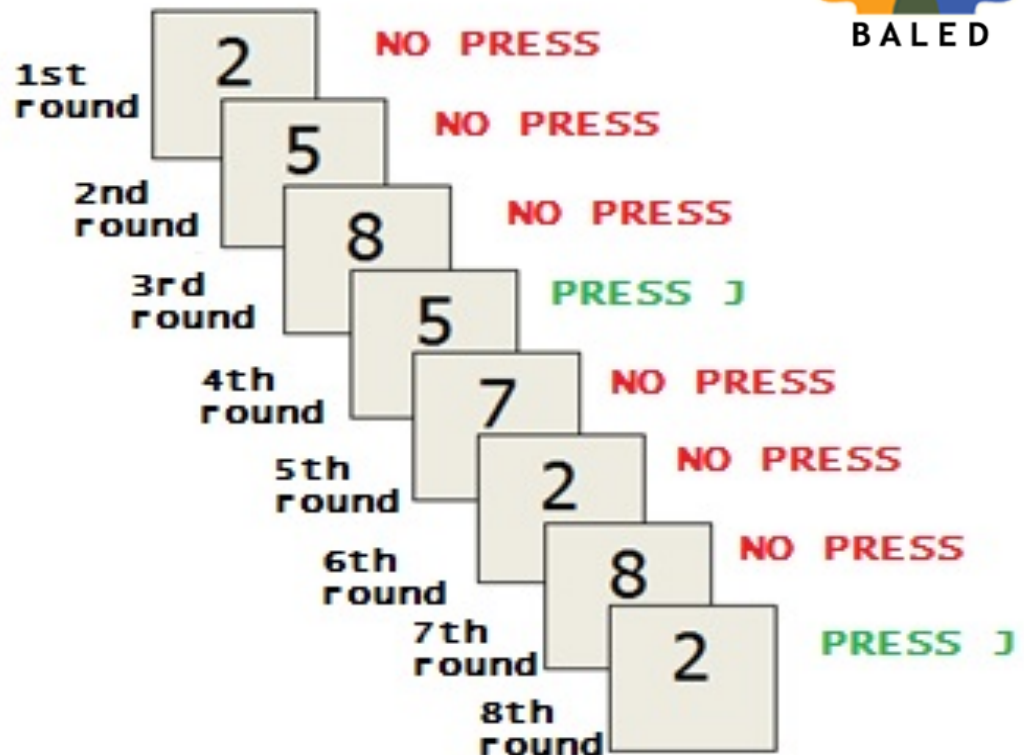 BALED
2
NO PRESS
1st
round
5
NO PRESS
2nd
round
8
NO PRESS
3rd
round
5
PRESS J
4th
round
7
NO PRESS
5th
round
2
NO PRESS
6th
round
8
NO PRESS
7th
round
2
PRESS J
8th
round